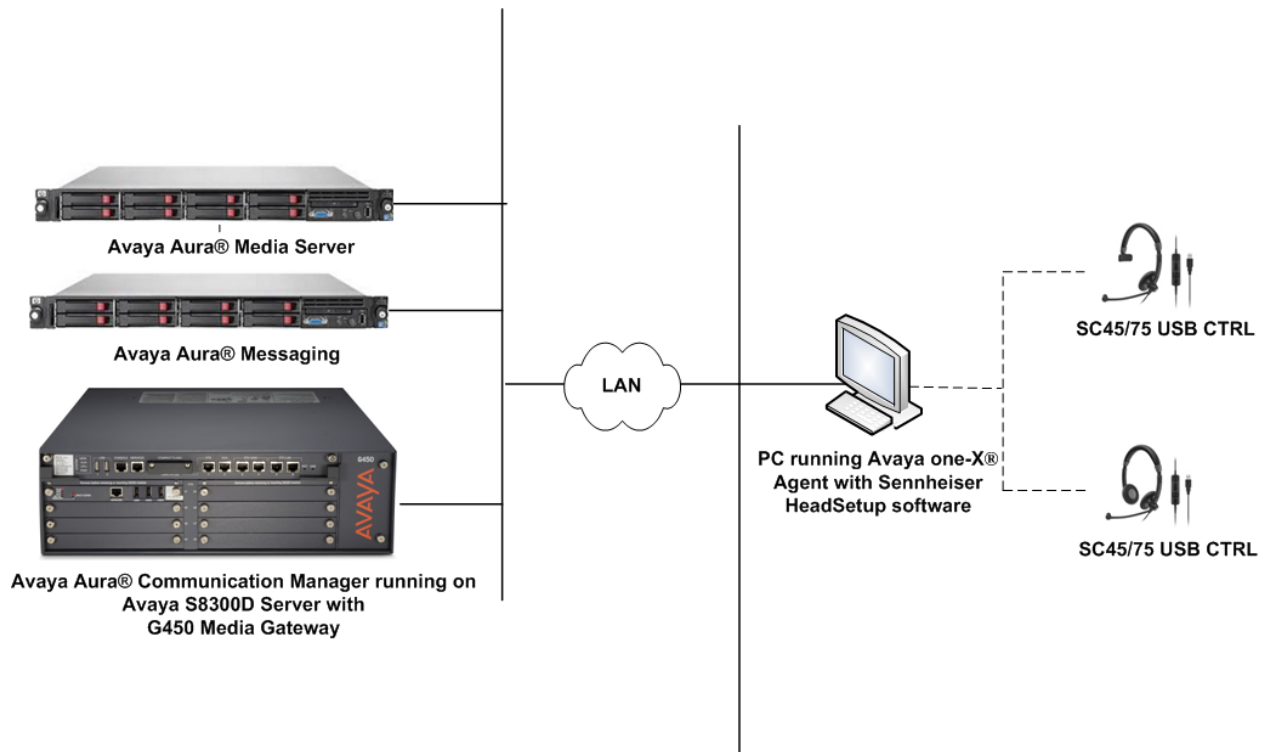 Avaya Aura® Media Server
Avaya Aura® Messaging
G450
AVAYA
Avaya Aura® Communication Manager running on
Avaya S8300D Server with
G450 Media Gateway
LAN
PC running Avaya one-X®
Agent with Sennheiser
HeadSetup software
SC45/75 USB CTRL
SC45/75 USB CTRL